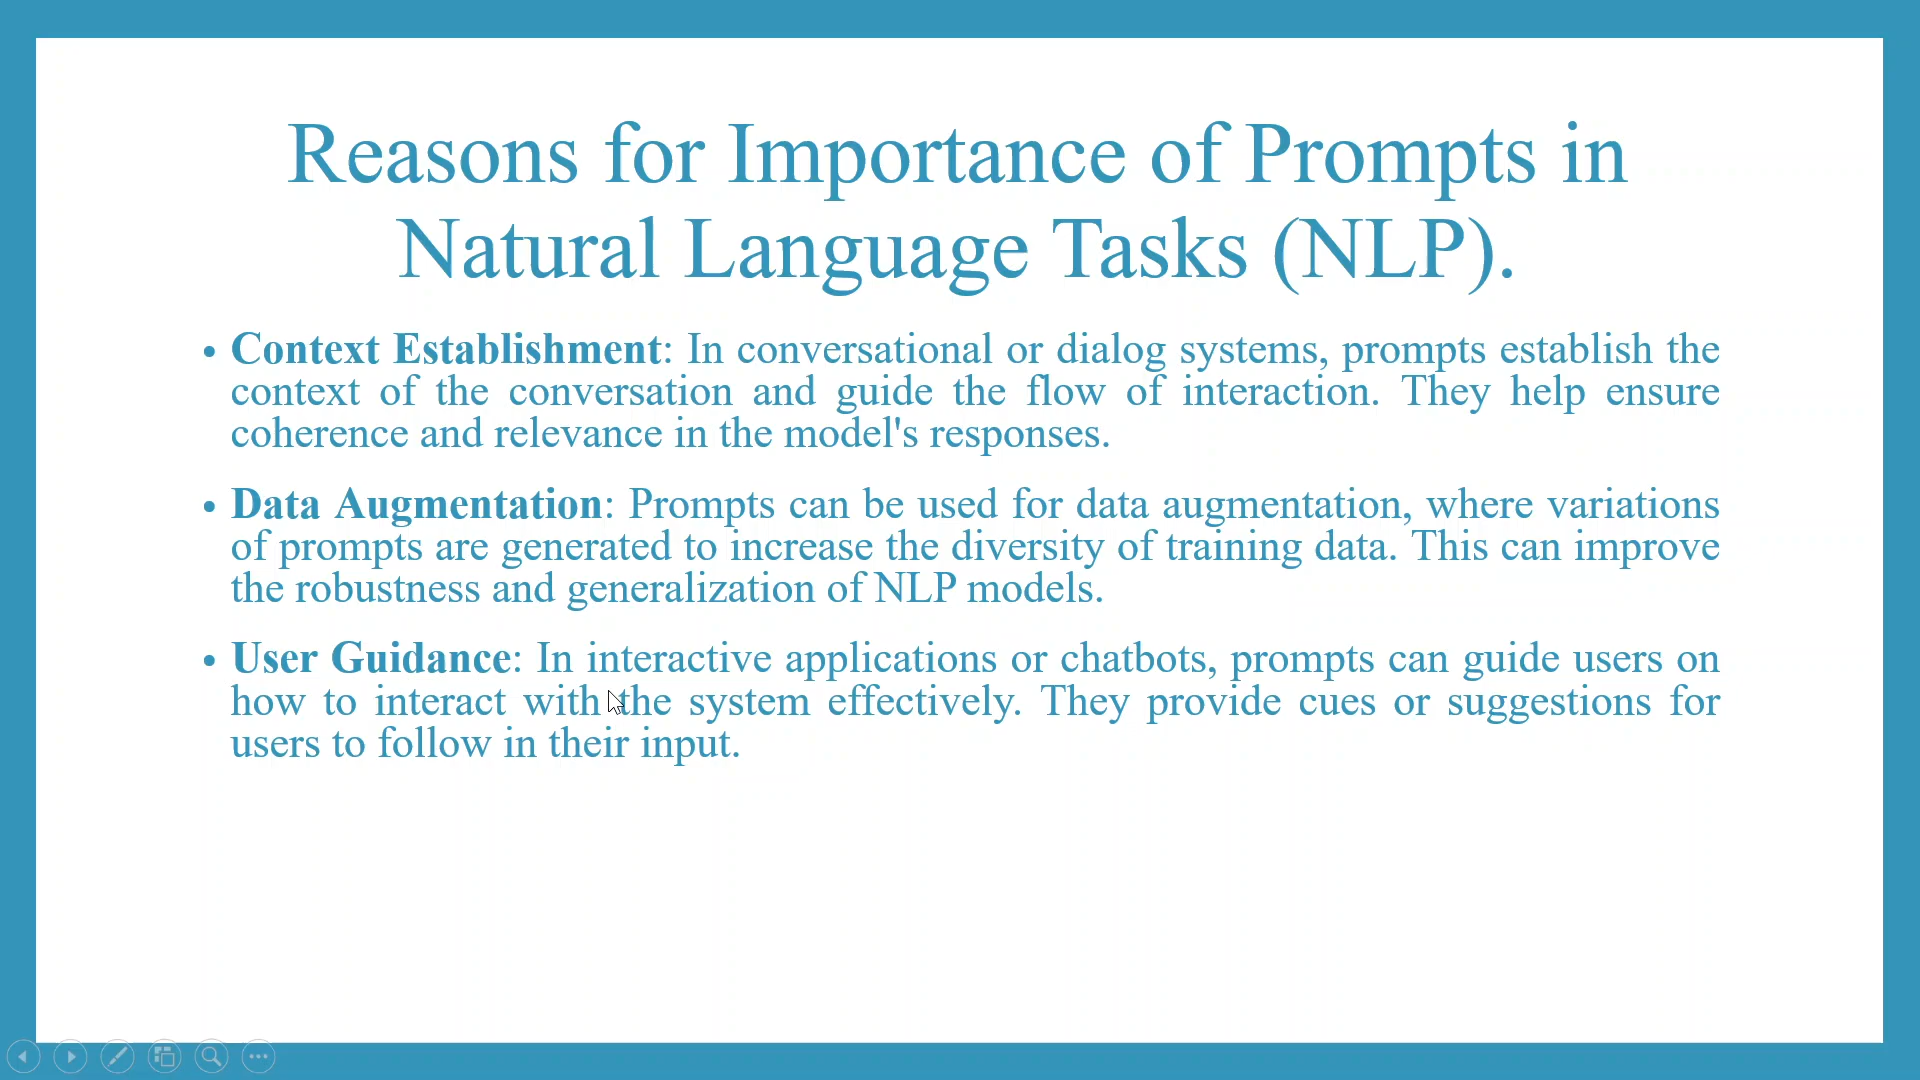 Reasons for Importance of Prompts in
Natural Language Tasks (NLP).
• Context Establishment: In conversational or dialog systems, prompts establish the
context of the conversation and guide the flow of interaction. They help ensure
coherence and relevance in the model's responses.
• Data Augmentation: Prompts can be used for data augmentation, where variations
of prompts are generated to increase the diversity of training data. This can improve
the robustness and generalization of NLP models.
• User Guidance: In interactive applications or chatbots, prompts can guide users on
how to interact with the system effectively. They provide cues or suggestions for
users to follow in their input.